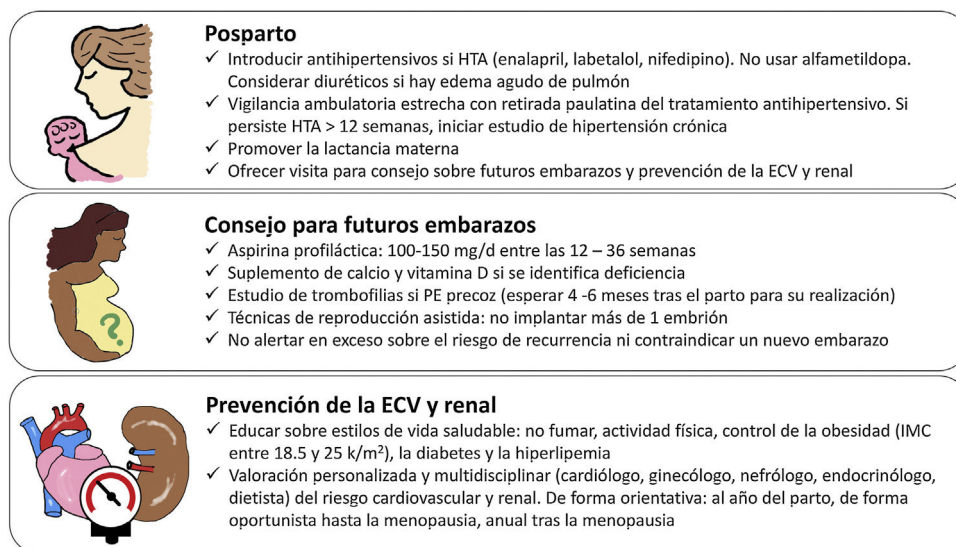 Posparto
✓ Introducir antihipertensivos si HTA (enalapril, labetalol, nifedipino). No usar alfametildopa.
Considerar diuréticos si hay edema agudo de pulmón
✓ Vigilancia ambulatoria estrecha con retirada paulatina del tratamiento antihipertensivo. Si
persiste HTA > 12 semanas, iniciar estudio de hipertensión crónica
✓ Promover la lactancia materna
✓ Ofrecer visita para consejo sobre futuros embarazos y prevención de la ECV y renal
Consejo para futuros embarazos
✓ Aspirina profiláctica: 100-150 mg/d entre las 12 – 36 semanas
✓ Suplemento de calcio y vitamina D si se identifica deficiencia
✓ Estudio de trombofilias si PE precoz (esperar 4 -6 meses tras el parto para su realización)
✓ Técnicas de reproducción asistida: no implantar más de 1 embrión
✓ No alertar en exceso sobre el riesgo de recurrencia ni contraindicar un nuevo embarazo
?
Prevención de la ECV y renal
✓ Educar sobre estilos de vida saludable: no fumar, actividad física, control de la obesidad (IMC
entre 18.5 y 25 k/m²), la diabetes y la hiperlipemia
✓ Valoración personalizada y multidisciplinar (cardiólogo, ginecólogo, nefrólogo, endocrinólogo,
dietista) del riesgo cardiovascular y renal. De forma orientativa: al año del parto, de forma
oportunista hasta la menopausia, anual tras la menopausia